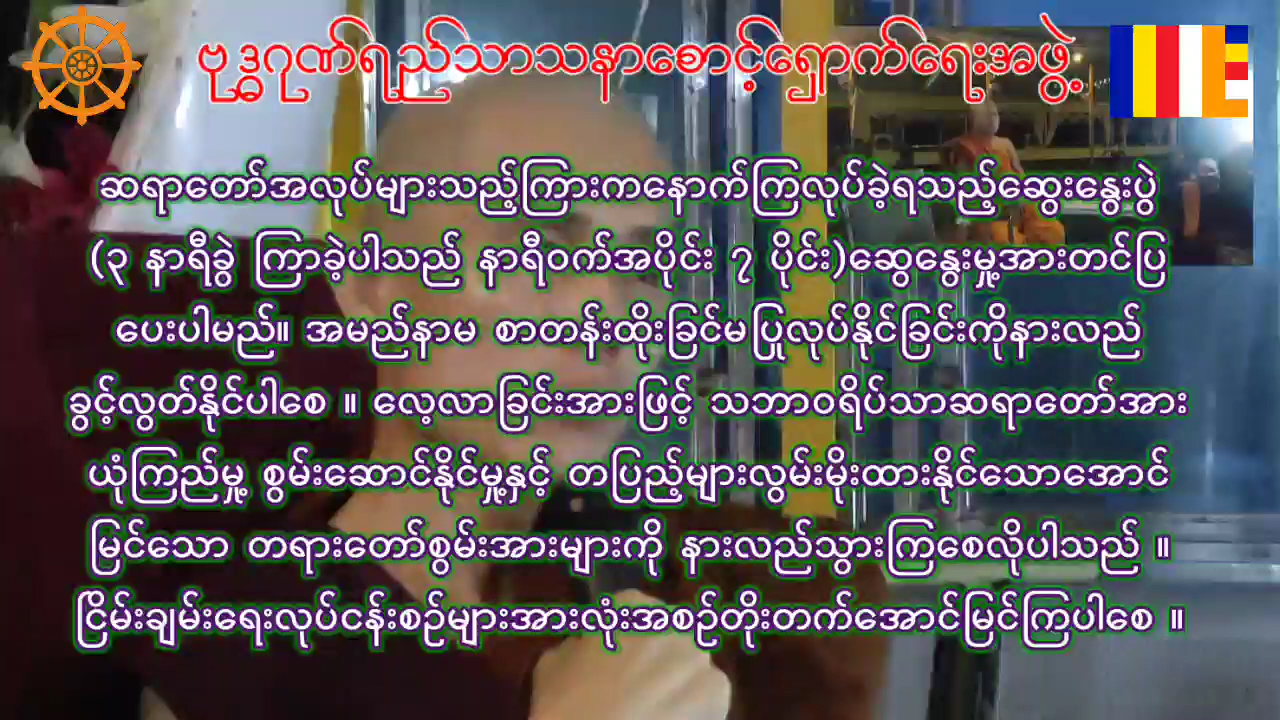 ဗုဒ္ဓဂုဏ်ရည်သာသနာစောင့်ရှောက်ရေးအဖွဲ့
ဆရာတော်အလုပ်များသည့်ကြားကနောက်ကြလုပ်ခဲ့ရသည့်ဆွေးနွေးပွဲ
(၃ နာရီခွဲ ကြာခဲ့ပါသည် နာရီဝက်အပိုင်း ၇ ပိုင်း)ဆွေနွေးမှု့အားတင်ပြ
ပေးပါမည်။ အမည်နာမ စာတန်းထိုးခြင်မပြုလုပ်နိုင်ခြင်းကိုနားလည်
ခွင့်လွတ်နိုင်ပါစေ ။ လေ့လာခြင်းအားဖြင့် သဘာဝရိပ်သာဆရာတော်အား
ယုံကြည်မှု့ စွမ်းဆောင်နိုင်မှု့နှင့် တပြည့်များလွမ်းမိုးထားနိုင်သောအောင်
မြင်သော တရားတော်စွမ်းအားများကို နားလည်သွားကြစေလိုပါသည် ။
ငြိမ်းချမ်းရေးလုပ်ငန်းစဉ်များအားလုံးအစဉ်တိုးတက်အောင်မြင်ကြပါစေ ။